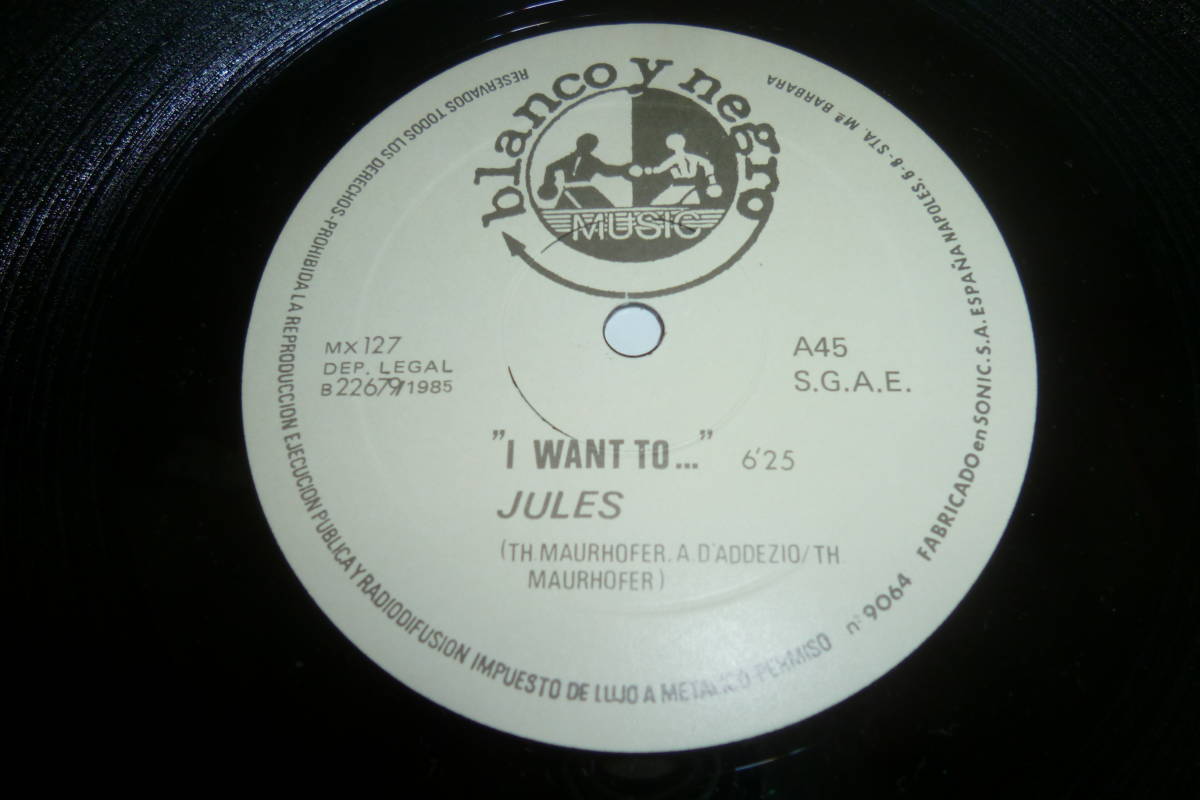 blanco y negro
MUSIC
MX 127
DEP. LEGAL
B 22679/1985
A45
S.G.A.E.
"I WANT TO..." 6'25
JULES
(TH. MAURHOFER. A. D'ADDEZIO/TH
MAURHOFER)
RESERVADOS TODOS LOS DERECHOS-PROHIBIDA LA REPRODUCCION EJECUCION PUBLICA Y RADIODIFUSION IMPUESTO DE LUJO A METALICO-PERMISO nº 9064 FABRICADO en SONIC. S.A. ESPAÑA NAPOLES, 6-8-STA. Mª BARBARA